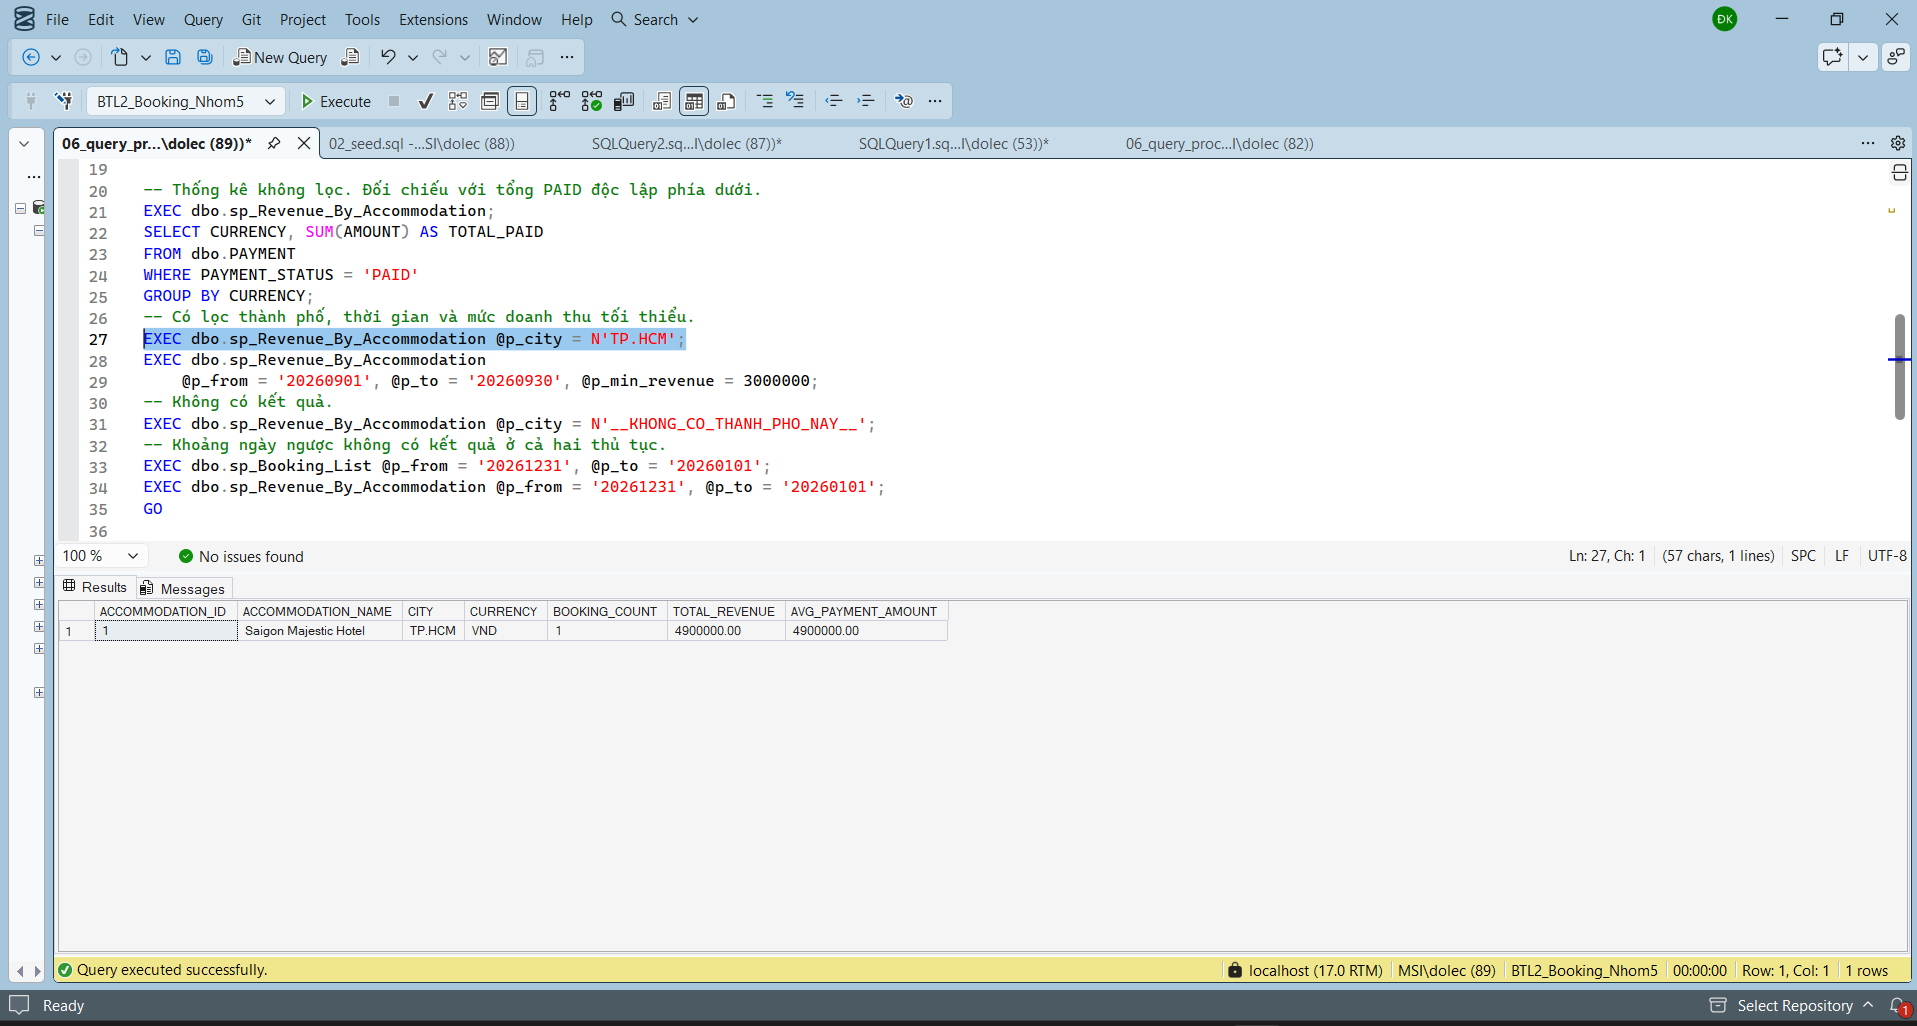 File Edit View Query Git Project Tools Extensions Window Help Search
ĐK
New Query
BTL2_Booking_Nhom5 Execute
06_query_pr...\dolec (89))* 02_seed.sql -...SI\dolec (88)) SQLQuery2.sq...I\dolec (87))* SQLQuery1.sq...I\dolec (53))* 06_query_proc...I\dolec (82))
19
20 -- Thống kê không lọc. Đối chiếu với tổng PAID độc lập phía dưới.
21 EXEC dbo.sp_Revenue_By_Accommodation;
22 SELECT CURRENCY, SUM(AMOUNT) AS TOTAL_PAID
23 FROM dbo.PAYMENT
24 WHERE PAYMENT_STATUS = 'PAID'
25 GROUP BY CURRENCY;
26 -- Có lọc thành phố, thời gian và mức doanh thu tối thiểu.
27 EXEC dbo.sp_Revenue_By_Accommodation @p_city = N'TP.HCM';
28 EXEC dbo.sp_Revenue_By_Accommodation
29 @p_from = '20260901', @p_to = '20260930', @p_min_revenue = 3000000;
30 -- Không có kết quả.
31 EXEC dbo.sp_Revenue_By_Accommodation @p_city = N'__KHONG_CO_THANH_PHO_NAY__';
32 -- Khoảng ngày ngược không có kết quả ở cả hai thủ tục.
33 EXEC dbo.sp_Booking_List @p_from = '20261231', @p_to = '20260101';
34 EXEC dbo.sp_Revenue_By_Accommodation @p_from = '20261231', @p_to = '20260101';
35 GO
36
100 % No issues found Ln: 27, Ch: 1 (57 chars, 1 lines) SPC LF UTF-8
Results Messages
ACCOMMODATION_ID ACCOMMODATION_NAME CITY CURRENCY BOOKING_COUNT TOTAL_REVENUE AVG_PAYMENT_AMOUNT
1 1 Saigon Majestic Hotel TP.HCM VND 1 4900000.00 4900000.00
Query executed successfully. localhost (17.0 RTM) MSI\dolec (89) BTL2_Booking_Nhom5 00:00:00 Row: 1, Col: 1 1 rows
Ready Select Repository 1